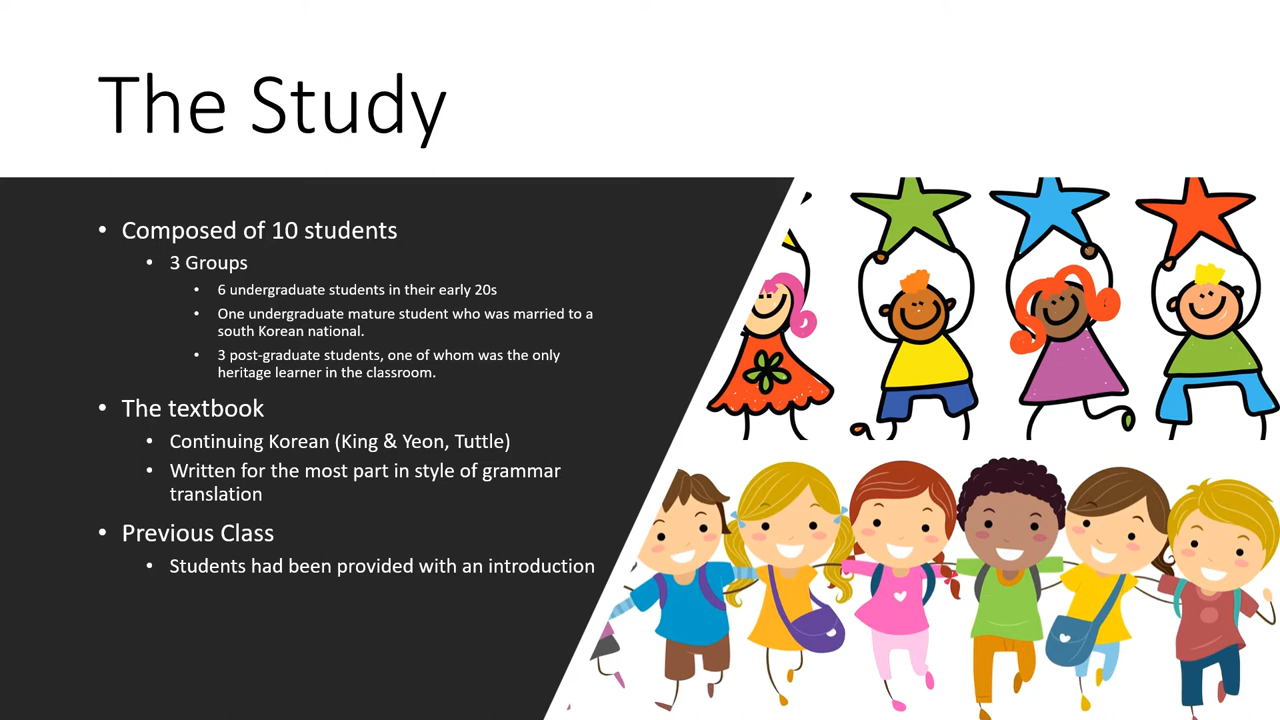 The Study
• Composed of 10 students
• 3 Groups
• 6 undergraduate students in their early 20s
• One undergraduate mature student who was married to a
south Korean national.
• 3 post-graduate students, one of whom was the only
heritage learner in the classroom.
• The textbook
• Continuing Korean (King & Yeon, Tuttle)
• Written for the most part in style of grammar
translation
• Previous Class
• Students had been provided with an introduction